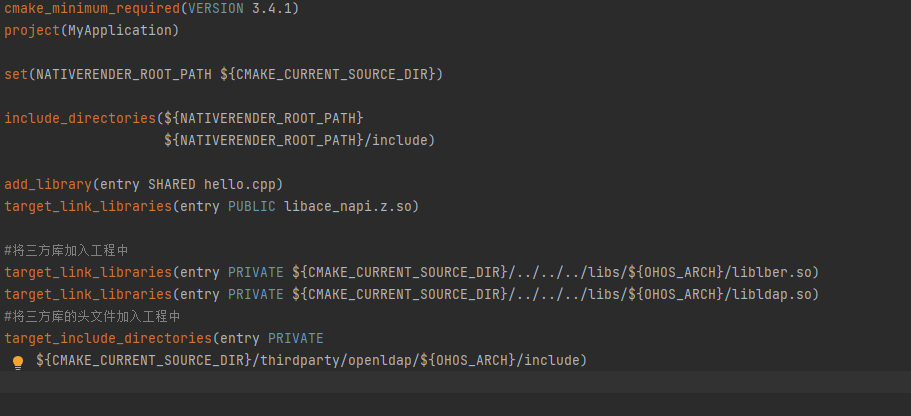 cmake_minimum_required(VERSION 3.4.1)
project(MyApplication)
set(NATIVERENDER_ROOT_PATH ${CMAKE_CURRENT_SOURCE_DIR})
include_directories(${NATIVERENDER_ROOT_PATH}
${NATIVERENDER_ROOT_PATH}/include)
add_library(entry SHARED hello.cpp)
target_link_libraries(entry PUBLIC libace_napi.z.so)
#将三方库加入工程中
target_link_libraries(entry PRIVATE ${CMAKE_CURRENT_SOURCE_DIR}/../../../libs/${OHOS_ARCH}/liblber.so)
target_link_libraries(entry PRIVATE ${CMAKE_CURRENT_SOURCE_DIR}/../../../libs/${OHOS_ARCH}/libldap.so)
#将三方库的头文件加入工程中
target_include_directories(entry PRIVATE
${CMAKE_CURRENT_SOURCE_DIR}/thirdparty/openldap/${OHOS_ARCH}/include)